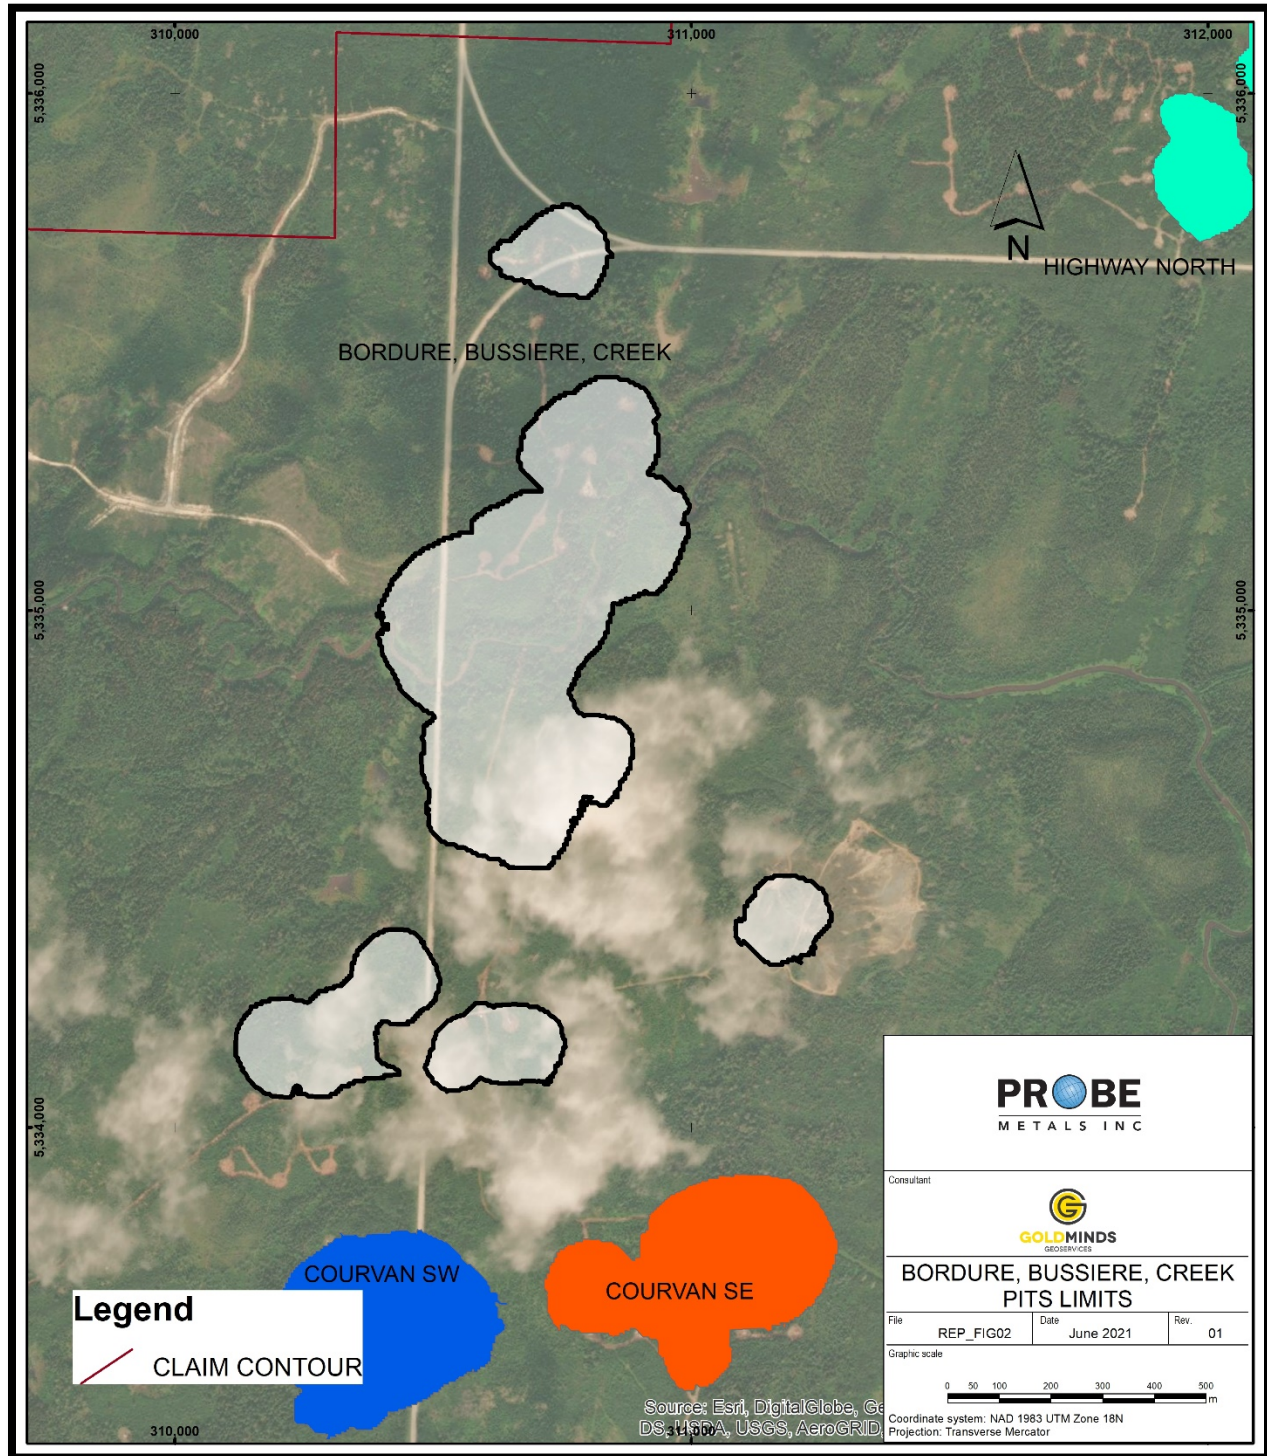 310,000
311,000
312,000
5,336,000
5,336,000
N
HIGHWAY NORTH
BORDURE, BUSSIERE, CREEK
5,335,000
5,335,000
5,334,000
PROBE
METALS INC
Consultant
GOLDMINDS
GEOSERVICES
BORDURE, BUSSIERE, CREEK
PITS LIMITS
File
REP_FIG02
Date
June 2021
Rev.
01
Graphic scale
0 50 100 200 300 400 500
m
Coordinate system: NAD 1983 UTM Zone 18N
Projection: Transverse Mercator
COURVAN SW
COURVAN SE
Legend
CLAIM CONTOUR
Source: Esri, DigitalGlobe, Ge
DS, USDA, USGS, AeroGRID,
310,000
311,000